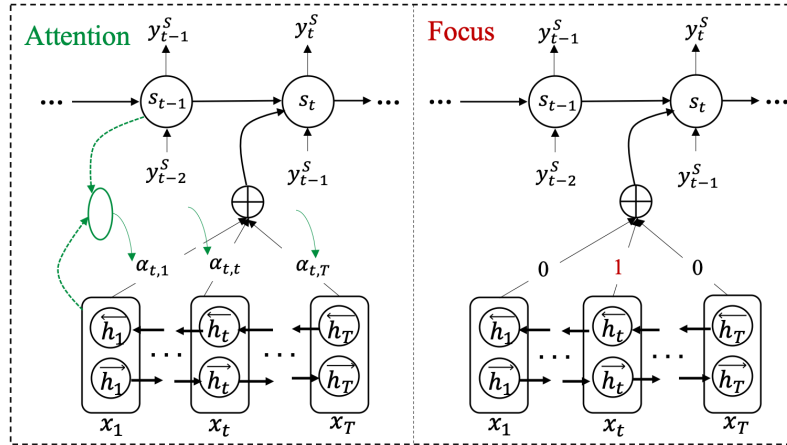 Attention
y^S_{t-1} y^S_t
... s_{t-1} s_t ...
y^S_{t-2} y^S_{t-1}
α_{t,1} α_{t,t} α_{t,T}
←h_1 ←h_t ←h_T
... ...
→h_1 →h_t →h_T
x_1 x_t x_T
Focus
y^S_{t-1} y^S_t
... s_{t-1} s_t ...
y^S_{t-2} y^S_{t-1}
0 1 0
←h_1 ←h_t ←h_T
... ...
→h_1 →h_t →h_T
x_1 x_t x_T